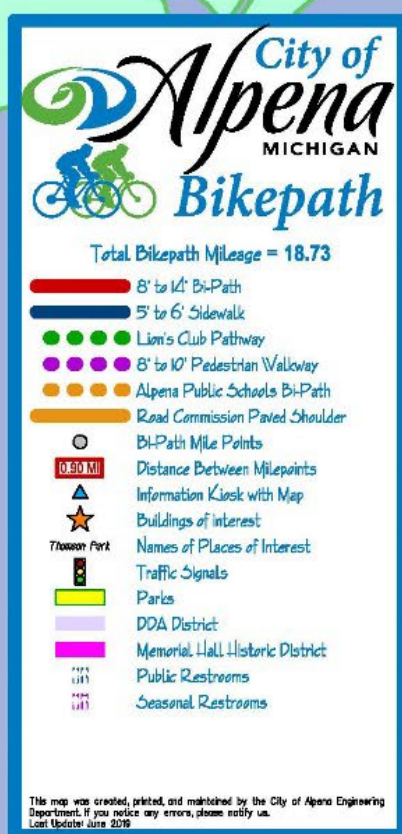 City of
Alpena
MICHIGAN
Bikepath
Total Bikepath Mileage = 18.73
8' to 14' Bi-Path
5' to 6' Sidewalk
Lion's Club Pathway
8' to 10' Pedestrian Walkway
Alpena Public Schools Bi-Path
Road Commission Paved Shoulder
Bi-Path Mile Points
0.90 MI Distance Between Milepoints
Information Kiosk with Map
Buildings of Interest
Thomson Park Names of Places of Interest
Traffic Signals
Parks
DDA District
Memorial Hall Historic District
Public Restrooms
Seasonal Restrooms
This map was created, printed, and maintained by the City of Alpena Engineering
Department. If you notice any errors, please notify us.
Last Update: June 2019